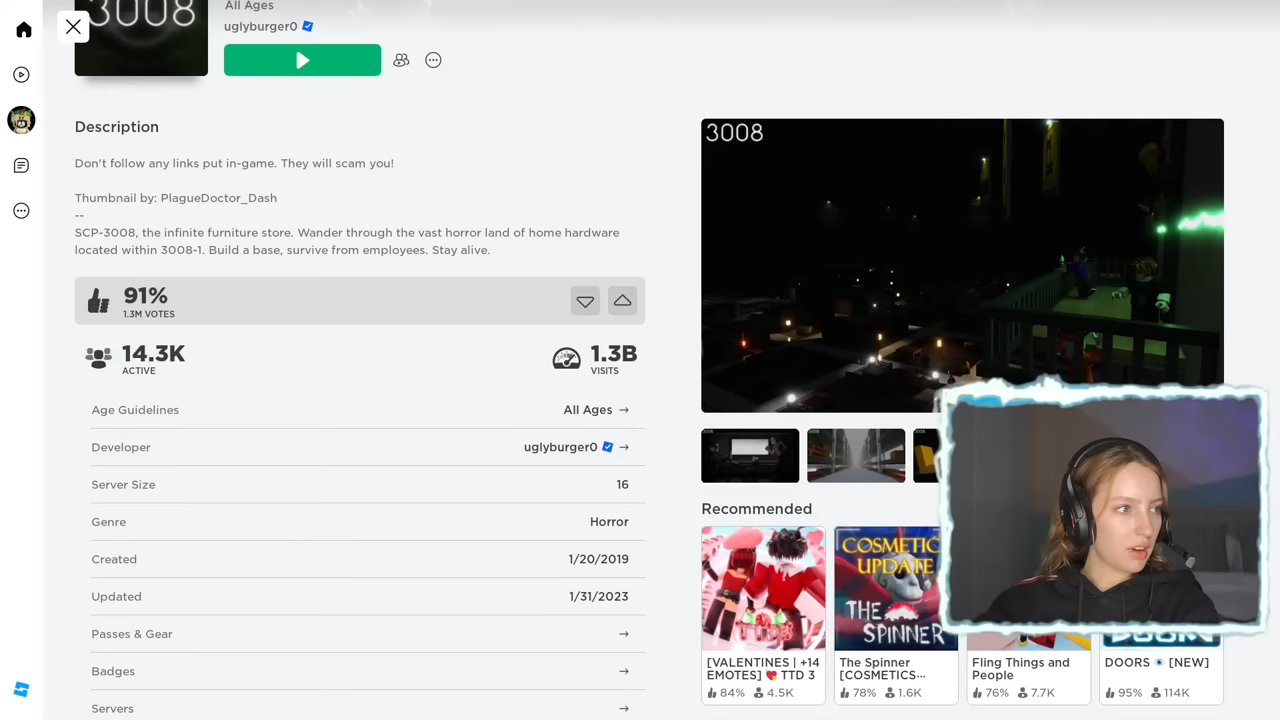 3008
All Ages
uglyburger0
Description
Don't follow any links put in-game. They will scam you!
Thumbnail by: PlagueDoctor_Dash
--
SCP-3008, the infinite furniture store. Wander through the vast horror land of home hardware
located within 3008-1. Build a base, survive from employees. Stay alive.
91%
1.3M VOTES
14.3K
ACTIVE
1.3B
VISITS
Age Guidelines
All Ages
Developer
uglyburger0
Server Size
16
Genre
Horror
Created
1/20/2019
Updated
1/31/2023
Passes & Gear
Badges
Servers
3008
Recommended
COSMETIC
UPDATE
THE
SPINNER
DOORS
[VALENTINES | +14
EMOTES] 💘 TTD 3
84% 4.5K
The Spinner
[COSMETICS...
78% 1.6K
Fling Things and
People
76% 7.7K
DOORS 👁 [NEW]
95% 114K